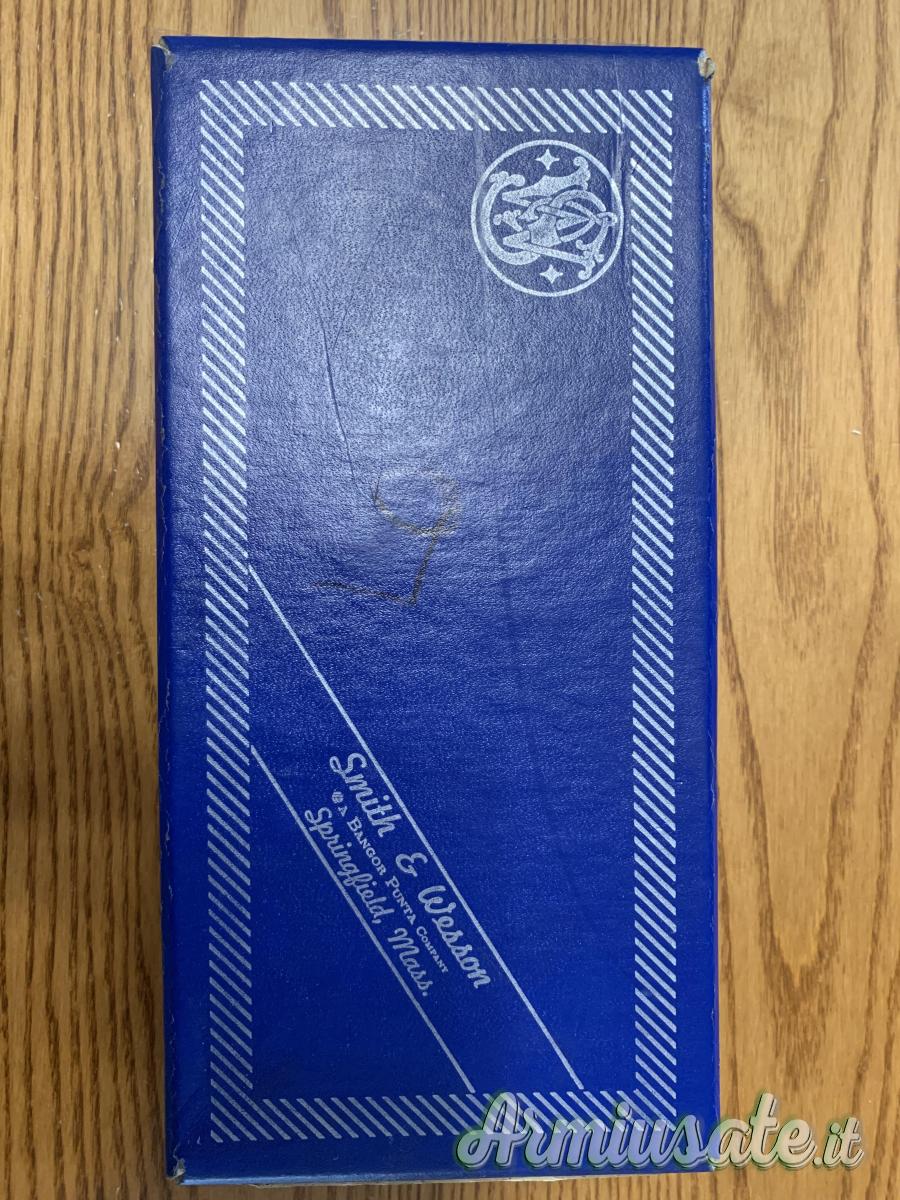 Smith & Wesson
A BANGOR PUNTA COMPANY
Springfield, Mass.
Armiusate.it